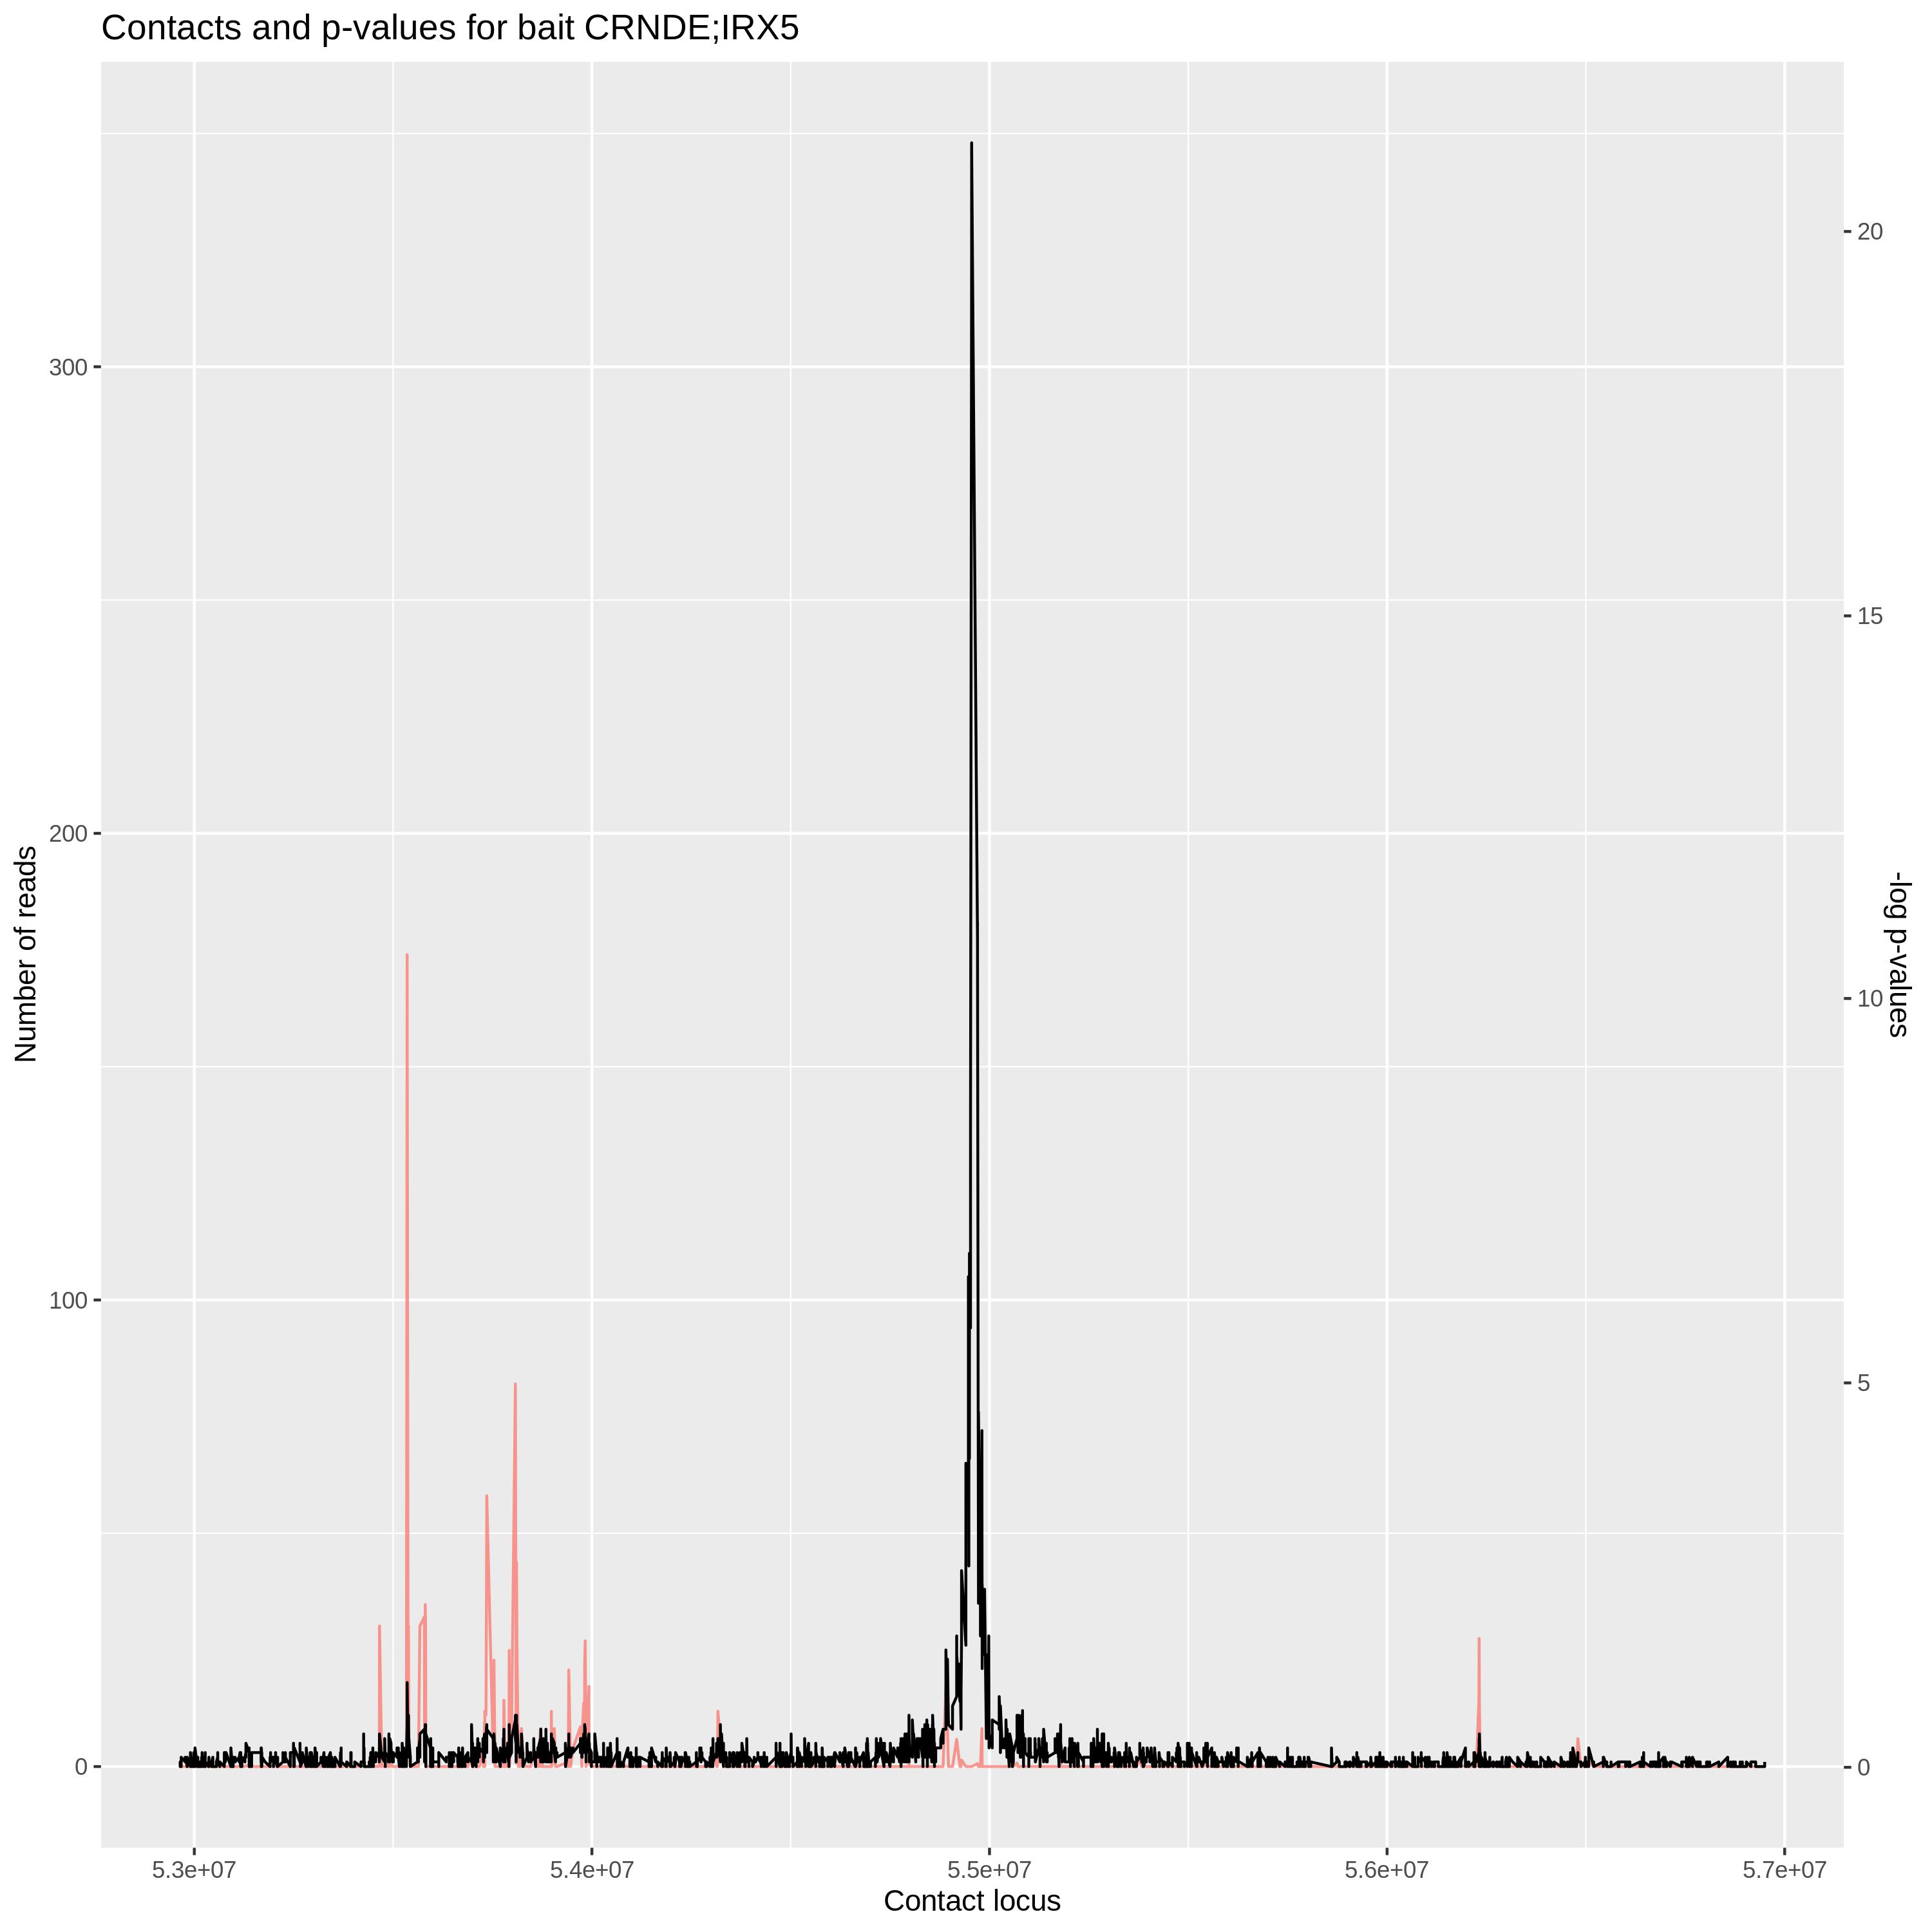 Contacts and p-values for bait CRNDE;IRX5
Number of reads
300
200
100
0
20
15
10
5
0
-log p-values
5.3e+07
5.4e+07
5.5e+07
5.6e+07
5.7e+07
Contact locus